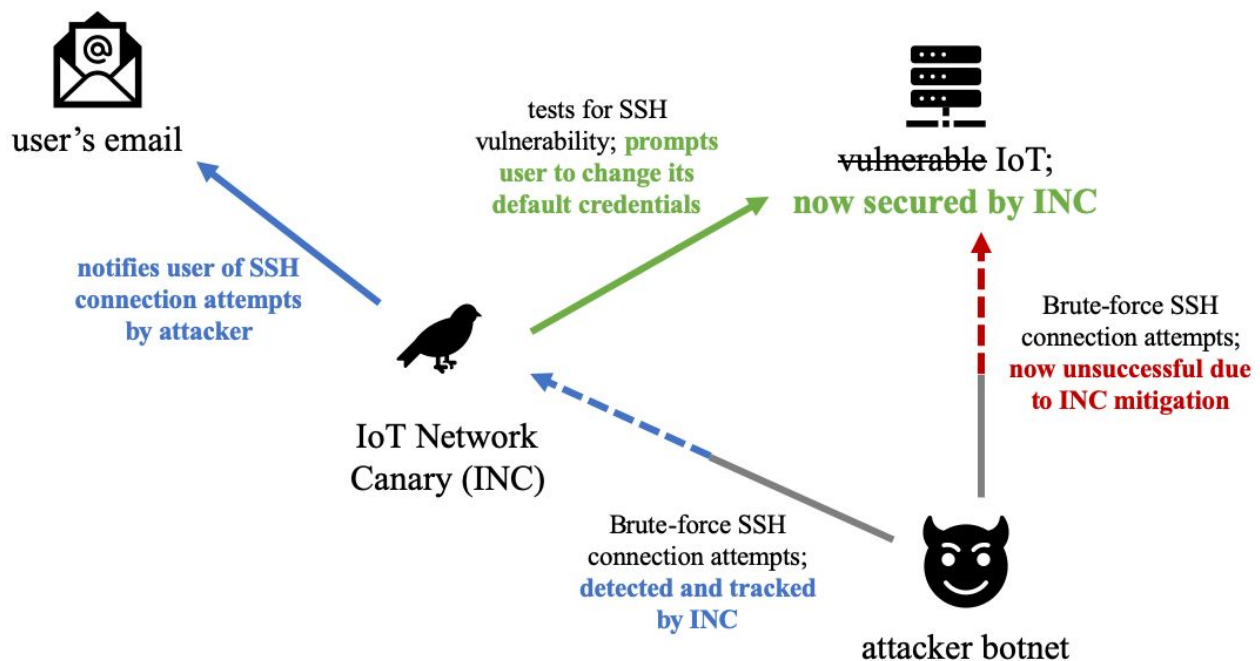 @
user’s email
tests for SSH
vulnerability; prompts
user to change its
default credentials
vulnerable IoT;
now secured by INC
notifies user of SSH
connection attempts
by attacker
Brute-force SSH
connection attempts;
now unsuccessful due
to INC mitigation
IoT Network
Canary (INC)
Brute-force SSH
connection attempts;
detected and tracked
by INC
attacker botnet